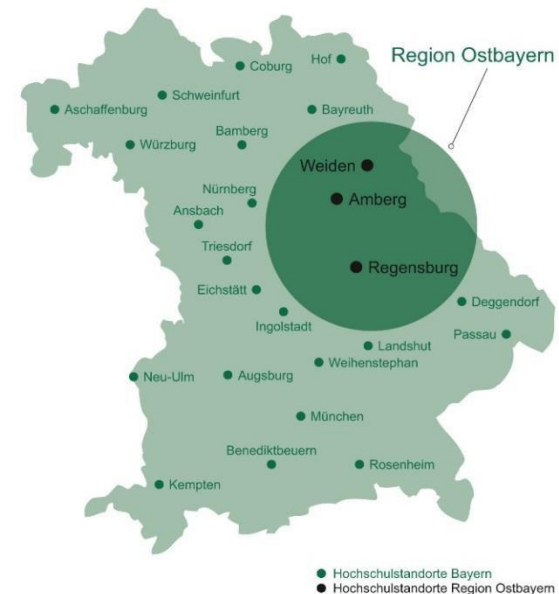 Region Ostbayern
Hof
Coburg
Schweinfurt
Aschaffenburg
Bayreuth
Bamberg
Würzburg
Weiden
Amberg
Nürnberg
Ansbach
Triesdorf
Regensburg
Eichstätt
Deggendorf
Ingolstadt
Passau
Landshut
Weihenstephan
Neu-Ulm
Augsburg
München
Benediktbeuern
Rosenheim
Kempten
Hochschulstandorte Bayern
Hochschulstandorte Region Ostbayern